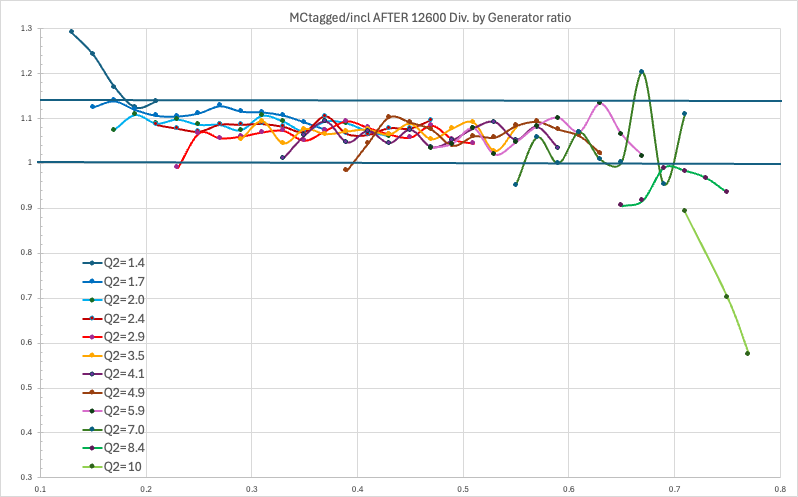 MCtagged/incl AFTER 12600 Div. by Generator ratio
1.3
1.2
1.1
1
0.9
0.8
0.7
0.6
0.5
0.4
0.3
Q2=1.4
Q2=1.7
Q2=2.0
Q2=2.4
Q2=2.9
Q2=3.5
Q2=4.1
Q2=4.9
Q2=5.9
Q2=7.0
Q2=8.4
Q2=10
0.1 0.2 0.3 0.4 0.5 0.6 0.7 0.8